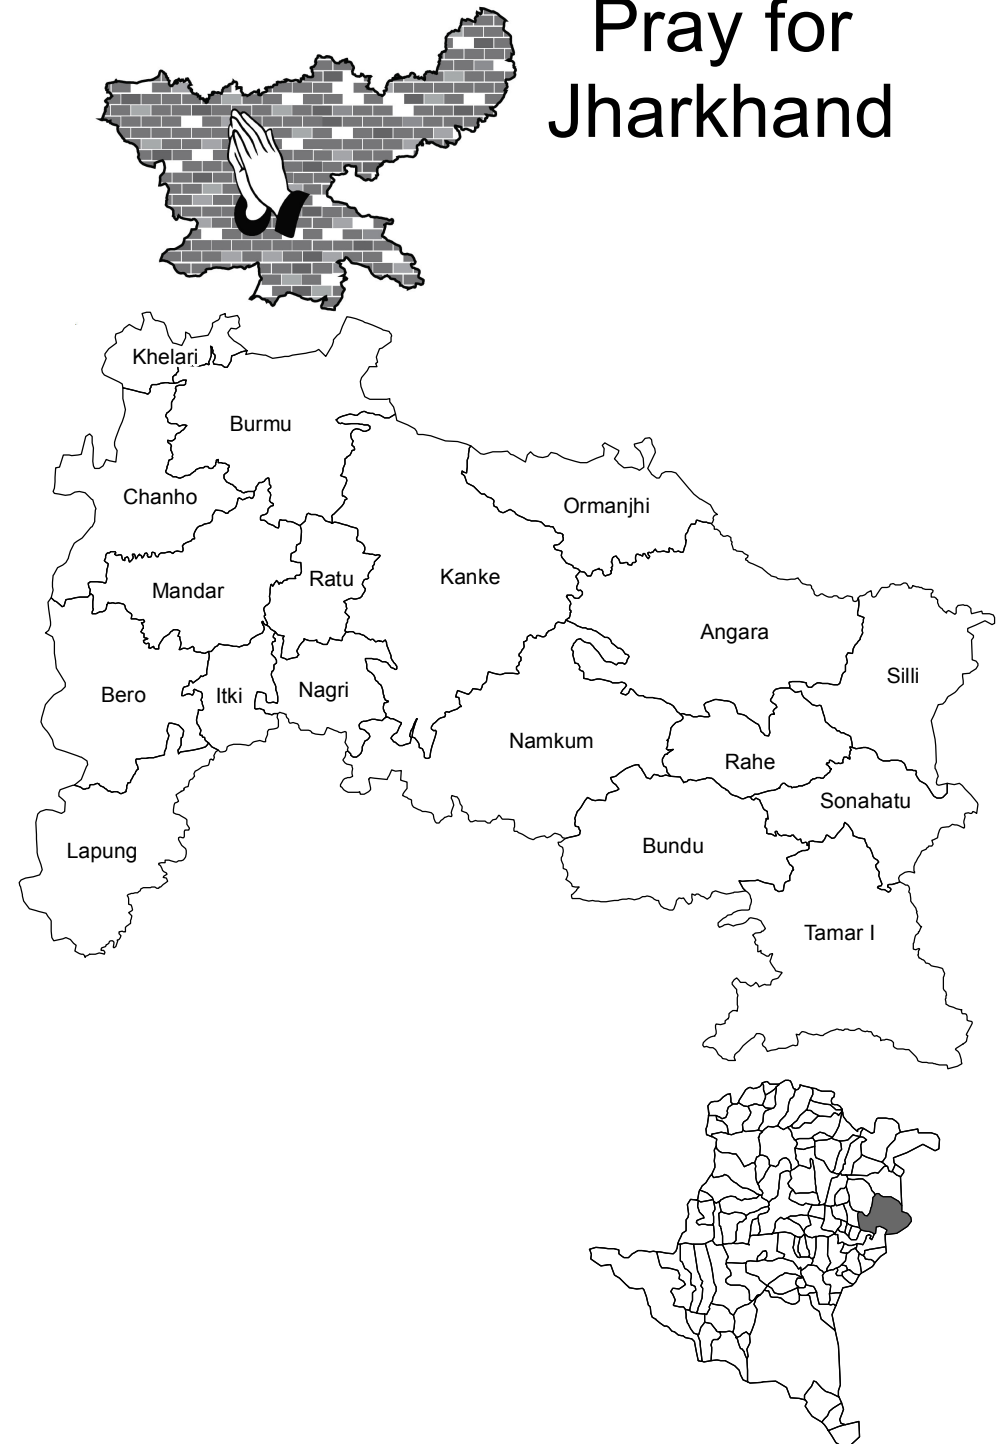 Pray for
Jharkhand
Khelari
Burmu
Chanho
Ormanjhi
Mandar
Ratu
Kanke
Angara
Silli
Bero
Itki
Nagri
Namkum
Rahe
Sonahatu
Lapung
Bundu
Tamar I